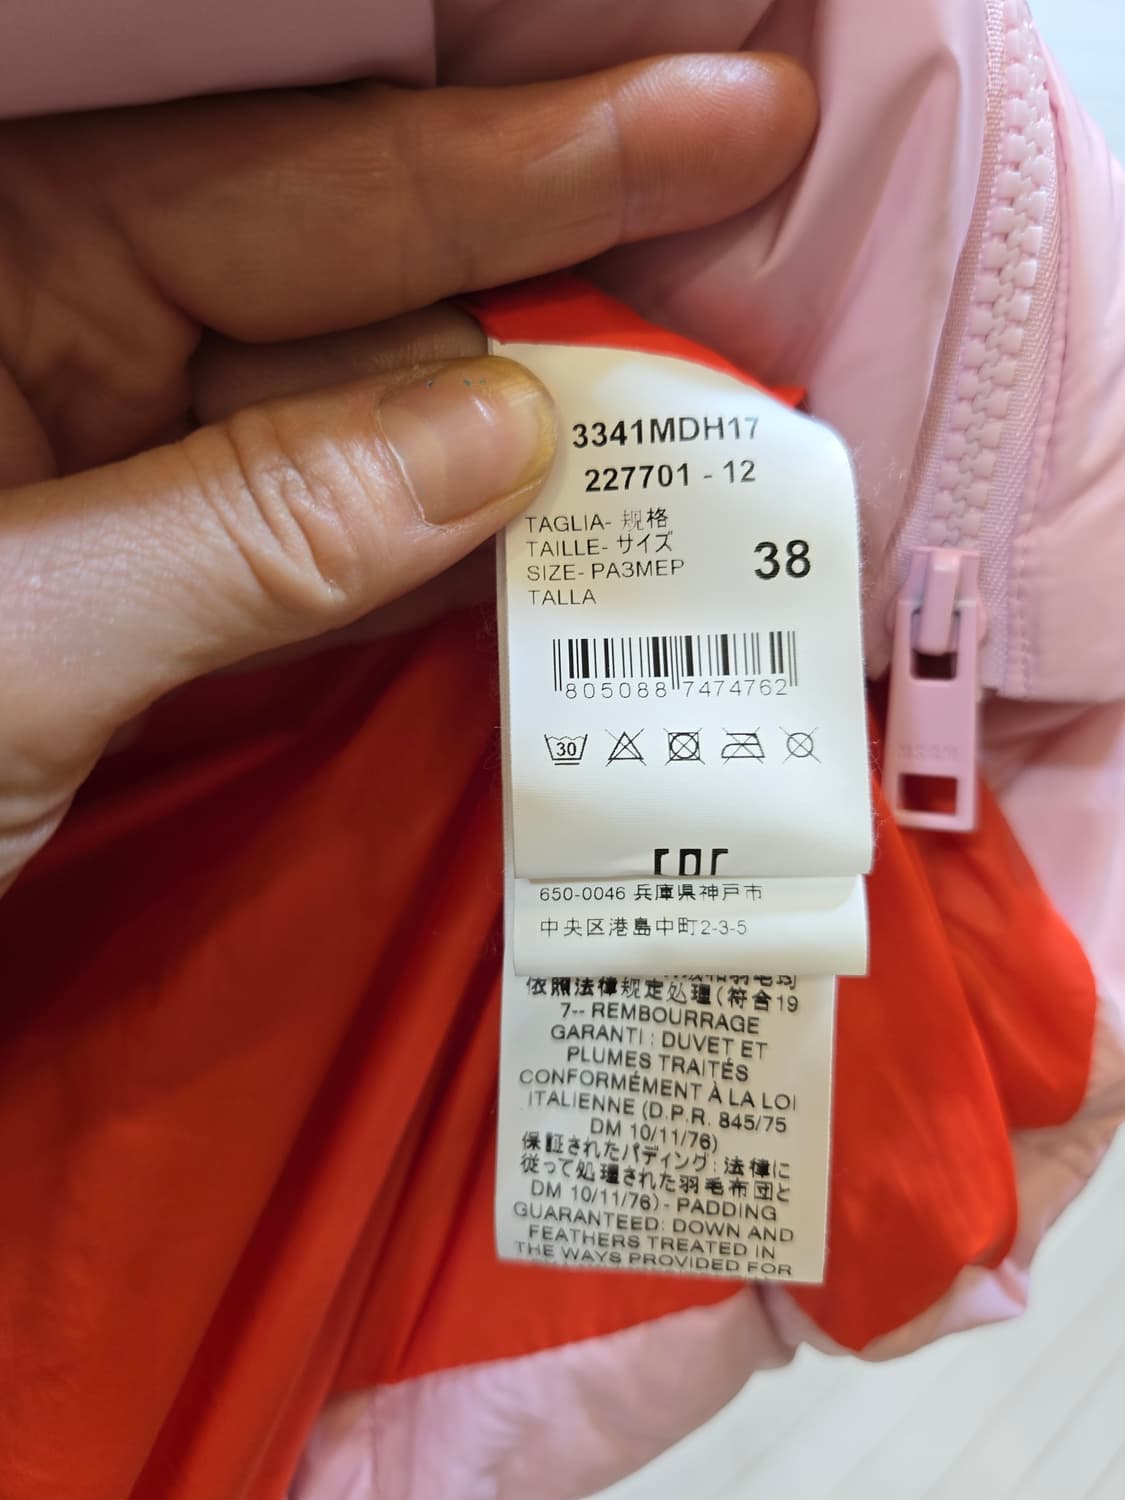 3341MDH17
227701 - 12
TAGLIA- 规格
TAILLE- サイズ
SIZE- РАЗМЕР
TALLA
38
8050887474762
30
650-0046 兵庫県神戸市
中央区港島中町2-3-5
依照法律规定处理(符合19
7-- REMBOURRAGE
GARANTI : DUVET ET
PLUMES TRAITÉS
CONFORMÉMENT À LA LOI
ITALIENNE (D.P.R. 845/75
DM 10/11/76)
保証されたパディング: 法律に
従って処理された羽毛布団と
DM 10/11/76) - PADDING
GUARANTEED: DOWN AND
FEATHERS TREATED IN
THE WAYS PROVIDED FOR